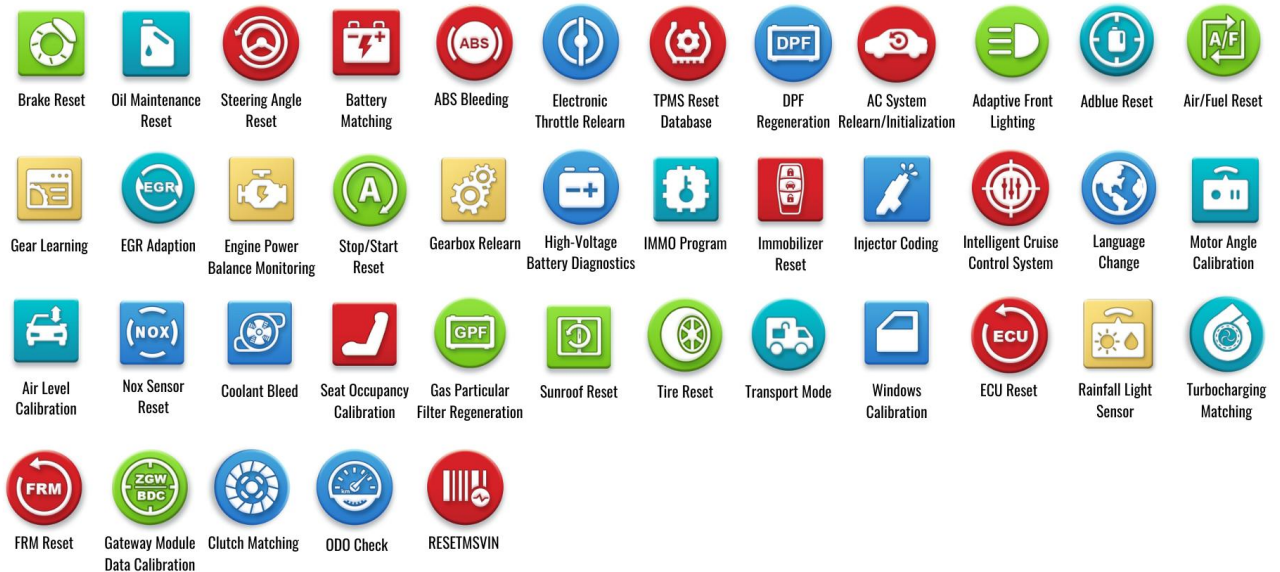 ABS
DPF
A/F
Brake Reset
Oil Maintenance
Reset
Steering Angle
Reset
Battery
Matching
ABS Bleeding
Electronic
Throttle Relearn
TPMS Reset
Database
DPF
Regeneration
AC System
Relearn/Initialization
Adaptive Front
Lighting
Adblue Reset
Air/Fuel Reset
EGR
A
Gear Learning
EGR Adaption
Engine Power
Balance Monitoring
Stop/Start
Reset
Gearbox Relearn
High-Voltage
Battery Diagnostics
IMMO Program
Immobilizer
Reset
Injector Coding
Intelligent Cruise
Control System
Language
Change
Motor Angle
Calibration
NOX
GPF
ECU
Air Level
Calibration
Nox Sensor
Reset
Coolant Bleed
Seat Occupancy
Calibration
Gas Particular
Filter Regeneration
Sunroof Reset
Tire Reset
Transport Mode
Windows
Calibration
ECU Reset
Rainfall Light
Sensor
Turbocharging
Matching
FRM
ZGW
BDC
km
FRM Reset
Gateway Module
Data Calibration
Clutch Matching
ODO Check
RESETMSVIN